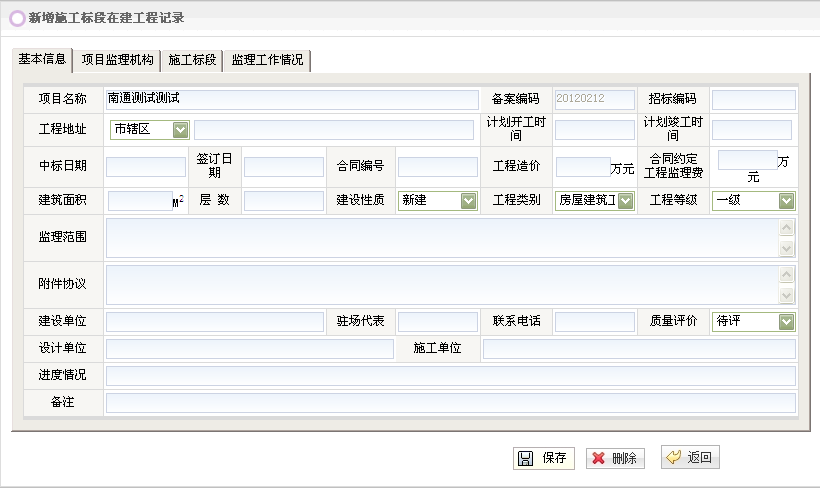 新增施工标段在建工程记录
基本信息 项目监理机构 施工标段 监理工作情况
项目名称 南通测试测试 备案编码 20120212 招标编码
工程地址 市辖区 计划开工时间 计划竣工时间
中标日期 签订日期 合同编号 工程造价 万元 合同约定工程监理费 万元
建筑面积 M² 层 数 建设性质 新建 工程类别 房屋建筑工 工程等级 一级
监理范围
附件协议
建设单位 驻场代表 联系电话 质量评价 待评
设计单位 施工单位
进度情况
备注
保存 删除 返回